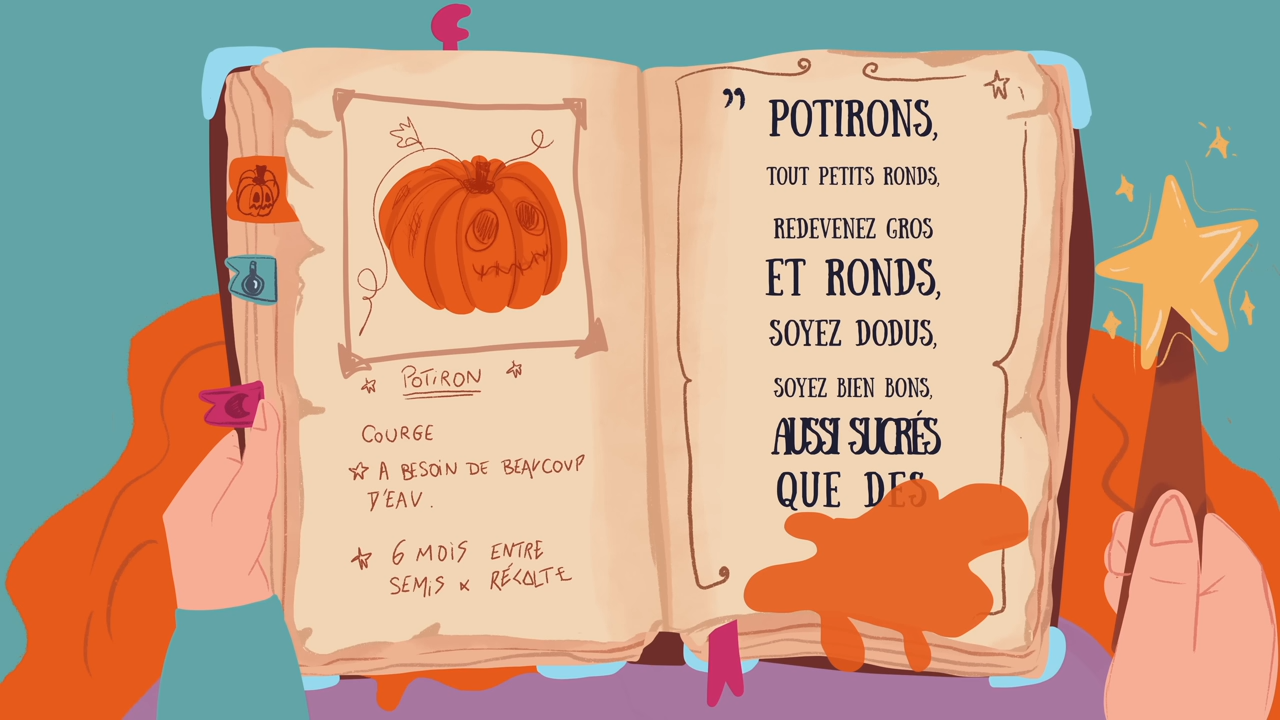 POTIRON
COURGE
A BESOIN DE BEAUCOUP
D'EAU.
6 MOIS ENTRE
SEMIS & RÉCOLTE
” POTIRONS,
TOUT PETITS RONDS,
REDEVENEZ GROS
ET RONDS,
SOYEZ DODUS,
SOYEZ BIEN BONS,
AUSSI SUCRÉS
QUE DES